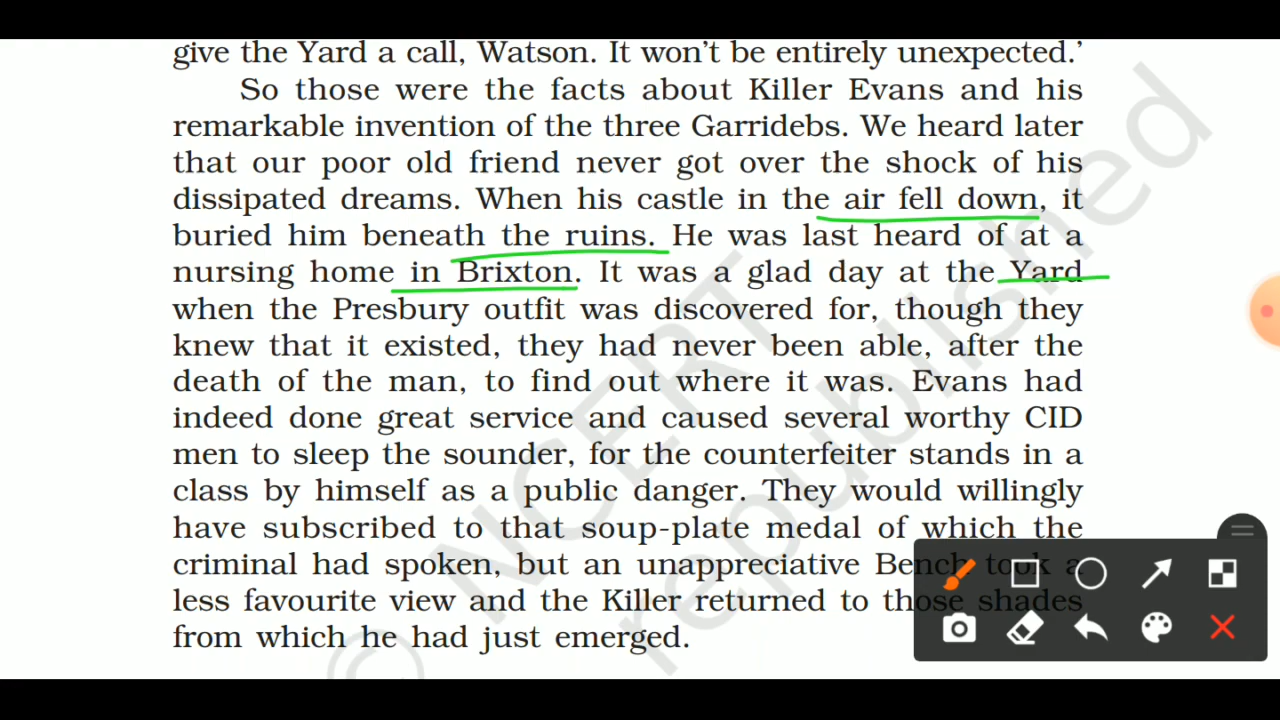 give the Yard a call, Watson. It won't be entirely unexpected.'
So those were the facts about Killer Evans and his
remarkable invention of the three Garridebs. We heard later
that our poor old friend never got over the shock of his
dissipated dreams. When his castle in the air fell down, it
buried him beneath the ruins. He was last heard of at a
nursing home in Brixton. It was a glad day at the Yard
when the Presbury outfit was discovered for, though they
knew that it existed, they had never been able, after the
death of the man, to find out where it was. Evans had
indeed done great service and caused several worthy CID
men to sleep the sounder, for the counterfeiter stands in a
class by himself as a public danger. They would willingly
have subscribed to that soup-plate medal of which the
criminal had spoken, but an unappreciative Bench took a
less favourite view and the Killer returned to those shades
from which he had just emerged.
© NCERT
republished